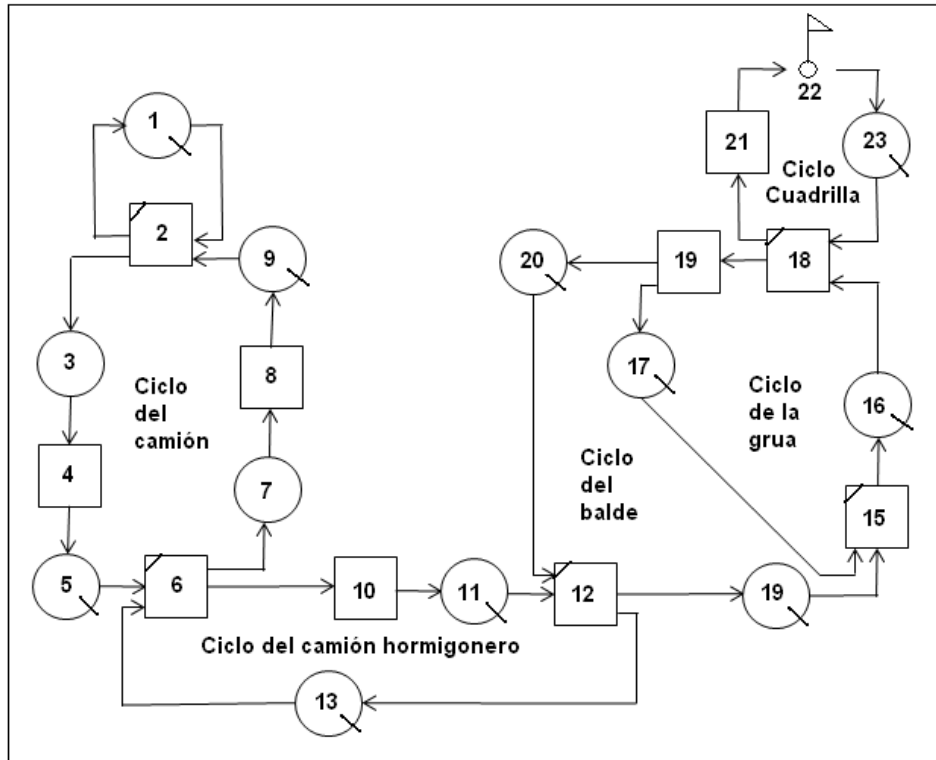 1
22
21
23
Ciclo
Cuadrilla
2
9
20
19
18
3
8
17
Ciclo
del
camión
Ciclo
de la
grua
16
4
7
Ciclo
del
balde
15
5
6
10
11
12
19
Ciclo del camión hormigonero
13